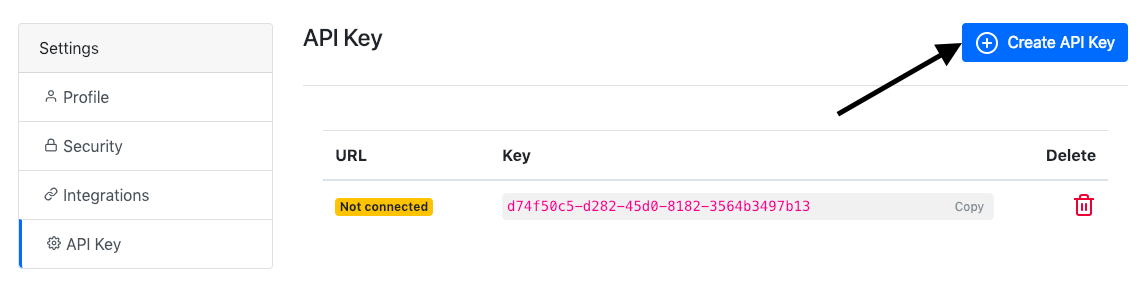 Settings
Profile
Security
Integrations
API Key
API Key
Create API Key
URL Key Delete
Not connected d74f50c5-d282-45d0-8182-3564b3497b13 Copy